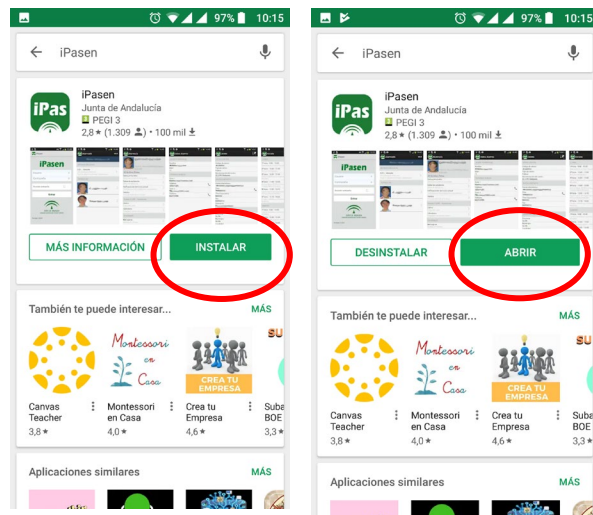 97% 10:15
iPasen
iPas
iPasen
Junta de Andalucía
PEGI 3
2,8 ★ (1.309 ) • 100 mil
iPasen
MÁS INFORMACIÓN
INSTALAR
También te puede interesar...
MÁS
Montessori
en
Casa
CREA TU
EMPRESA
SU
Canvas
Teacher
3,8 ★
Montessori
en Casa
4,0 ★
Crea tu
Empresa
4,6 ★
Suba
BOE
3,3 ★
Aplicaciones similares
MÁS
97% 10:15
iPasen
iPas
iPasen
Junta de Andalucía
PEGI 3
2,8 ★ (1.309 ) • 100 mil
iPasen
DESINSTALAR
ABRIR
También te puede interesar...
MÁS
Montessori
en
Casa
CREA TU
EMPRESA
SU
Canvas
Teacher
3,8 ★
Montessori
en Casa
4,0 ★
Crea tu
Empresa
4,6 ★
Suba
BOE
3,3 ★
Aplicaciones similares
MÁS